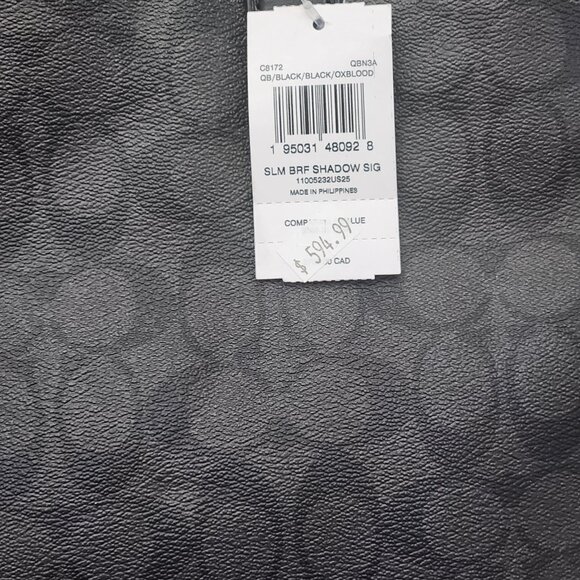 C8172 QBN3A
QB/BLACK/BLACK/OXBLOOD
1 95031 48092 8
SLM BRF SHADOW SIG
11005232US25
MADE IN PHILIPPINES
$594.99
CAD